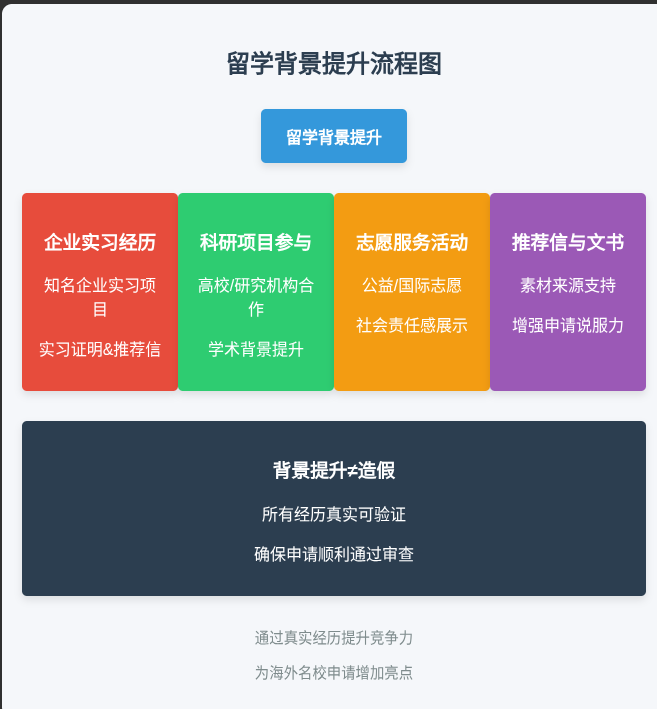 留学背景提升流程图
留学背景提升
企业实习经历
知名企业实习项
目
实习证明&推荐信
科研项目参与
高校/研究机构合
作
学术背景提升
志愿服务活动
公益/国际志愿
社会责任感展示
推荐信与文书
素材来源支持
增强申请说服力
背景提升≠造假
所有经历真实可验证
确保申请顺利通过审查
通过真实经历提升竞争力
为海外名校申请增加亮点